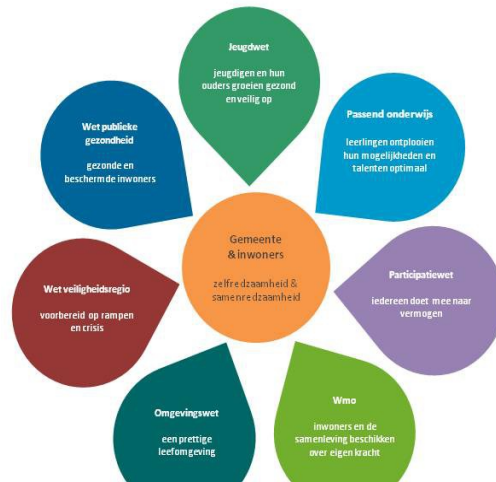 Jeugdwet
jeugdigen en hun
ouders groeien gezond
en veilig op
Passend onderwijs
leerlingen ontplooien
hun mogelijkheden en
talenten optimaal
Participatiewet
iedereen doet mee naar
vermogen
Wmo
inwoners en de
samenleving beschikken
over eigen kracht
Omgevingswet
een prettige
leefomgeving
Wet veiligheidsregio
voorbereid op rampen
en crisis
Wet publieke
gezondheid
gezonde en
beschermde inwoners
Gemeente
& inwoners
zelfredzaamheid &
samenredzaamheid